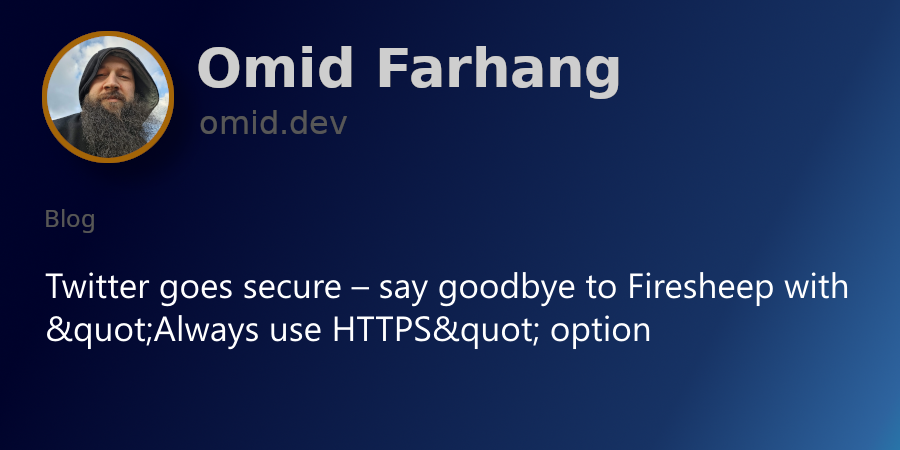 Omid Farhang
omid.dev
Blog
Twitter goes secure – say goodbye to Firesheep with
&quot;Always use HTTPS&quot; option